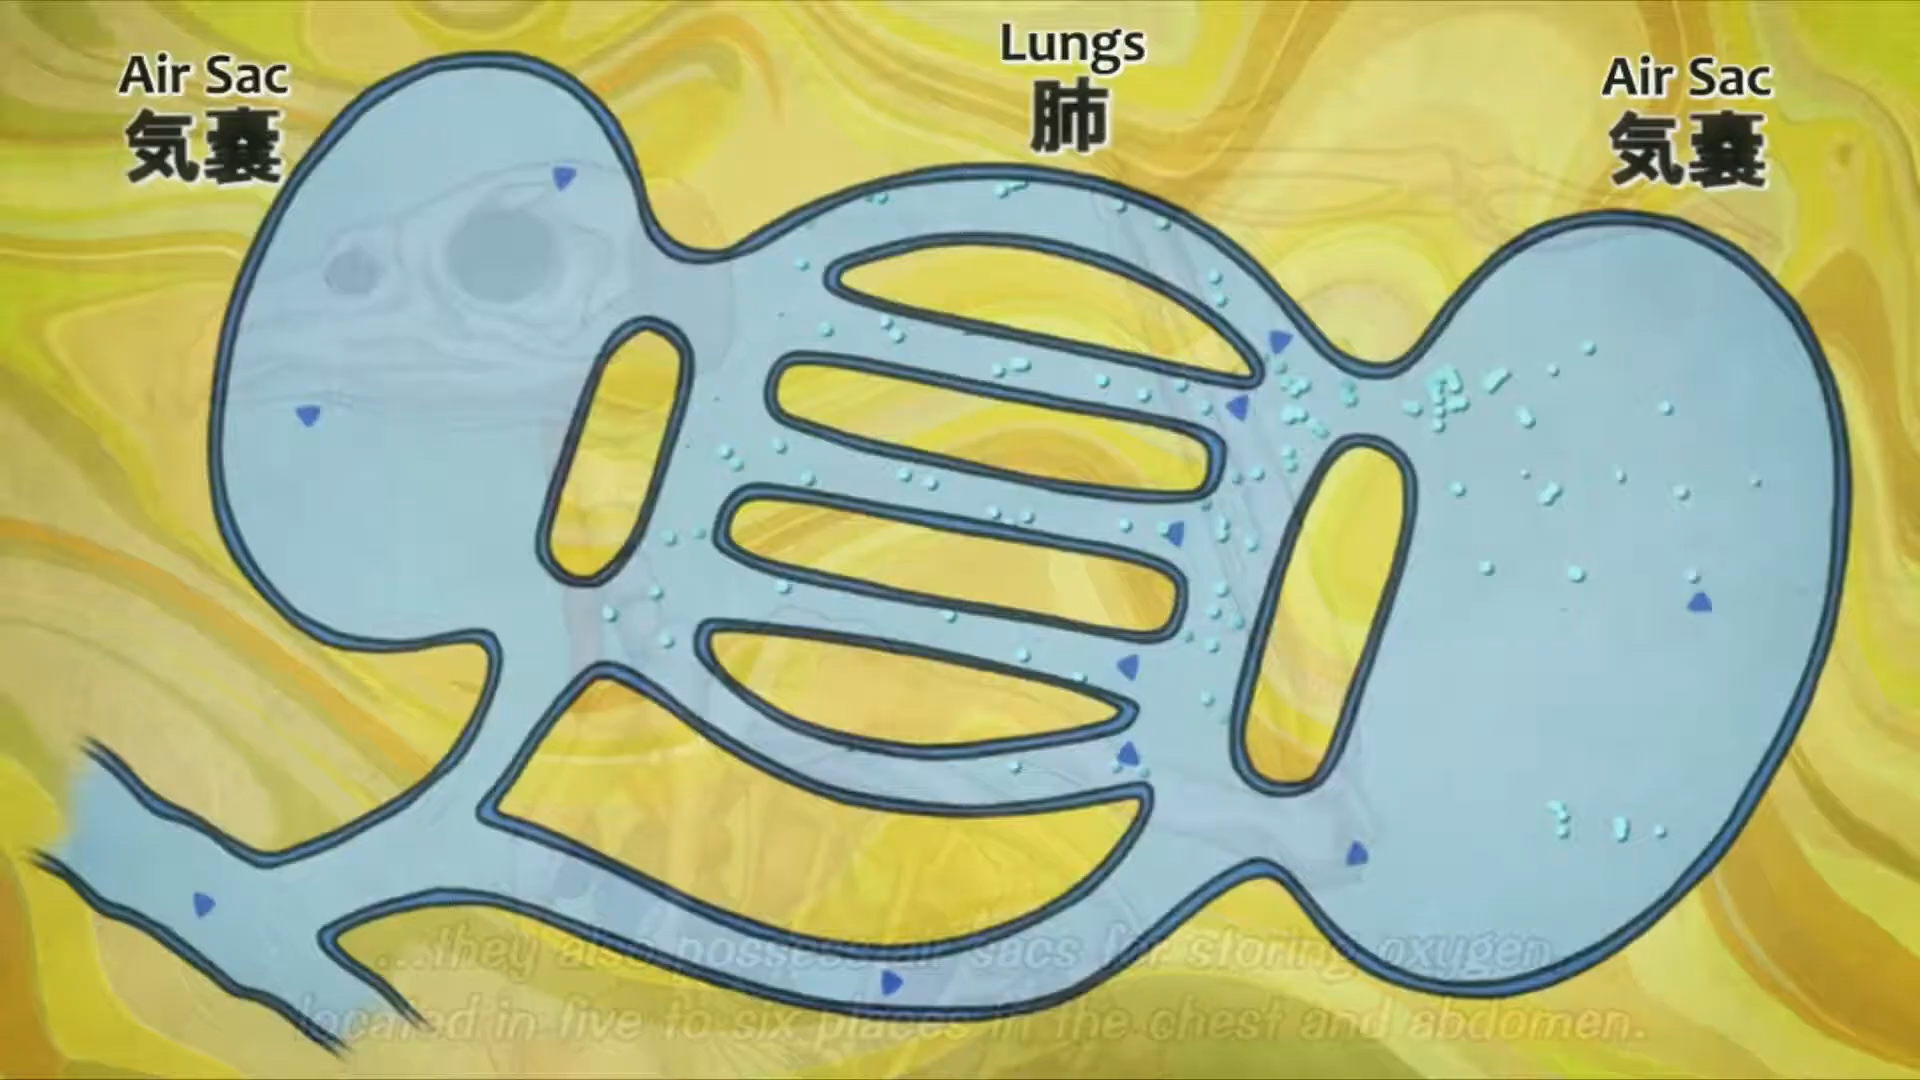 Air Sac
気嚢
Lungs
肺
Air Sac
気嚢
...they also possess air sacs for storing oxygen
located in five to six places in the chest and abdomen.